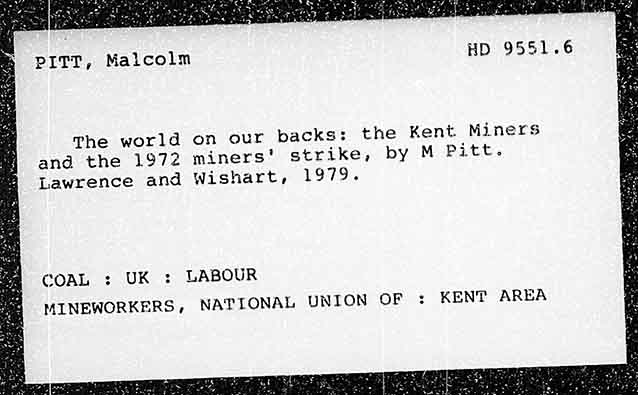 PITT, Malcolm HD 9551.6
The world on our backs: the Kent Miners
and the 1972 miners' strike, by M Pitt.
Lawrence and Wishart, 1979.
COAL : UK : LABOUR
MINEWORKERS, NATIONAL UNION OF : KENT AREA